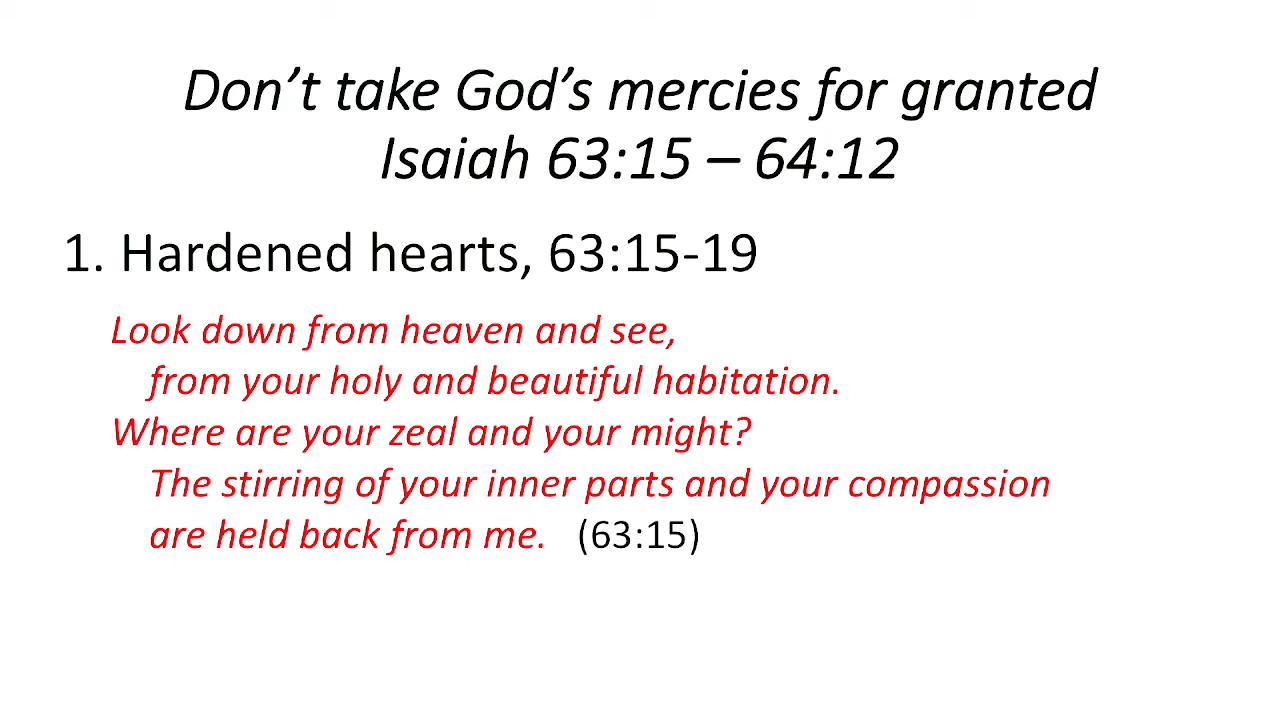 Don’t take God’s mercies for granted
Isaiah 63:15 – 64:12
1. Hardened hearts, 63:15-19
Look down from heaven and see,
from your holy and beautiful habitation.
Where are your zeal and your might?
The stirring of your inner parts and your compassion
are held back from me. (63:15)